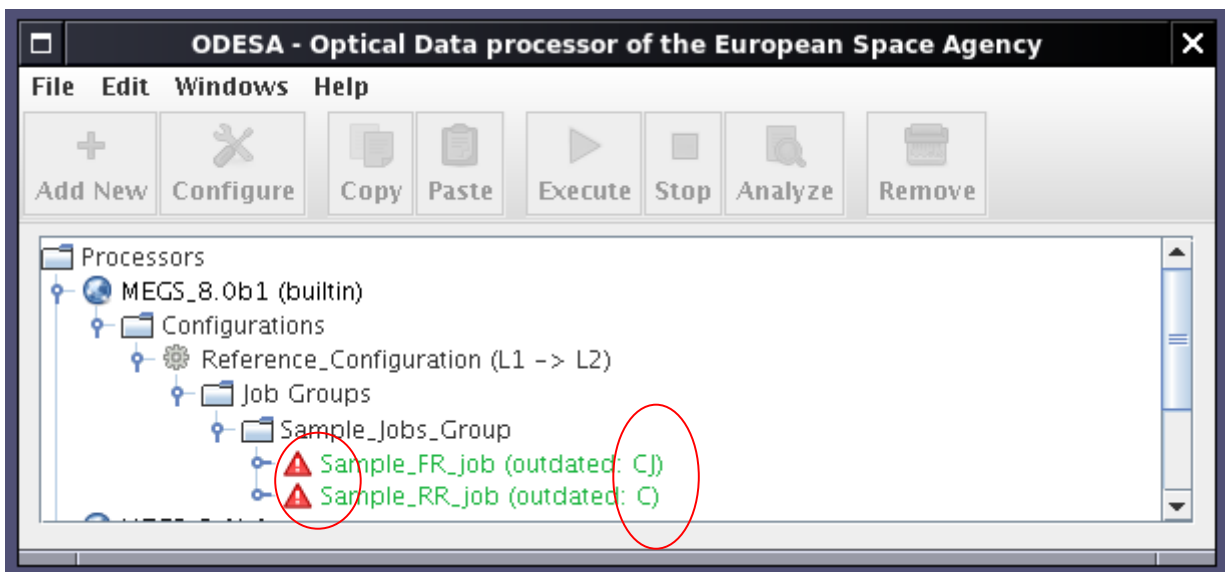 ODESA - Optical Data processor of the European Space Agency
File Edit Windows Help
Add New Configure Copy Paste Execute Stop Analyze Remove
Processors
MEGS_8.0b1 (builtin)
Configurations
Reference_Configuration (L1 -> L2)
Job Groups
Sample_Jobs_Group
Sample_FR_job (outdated: CJ)
Sample_RR_job (outdated: C)